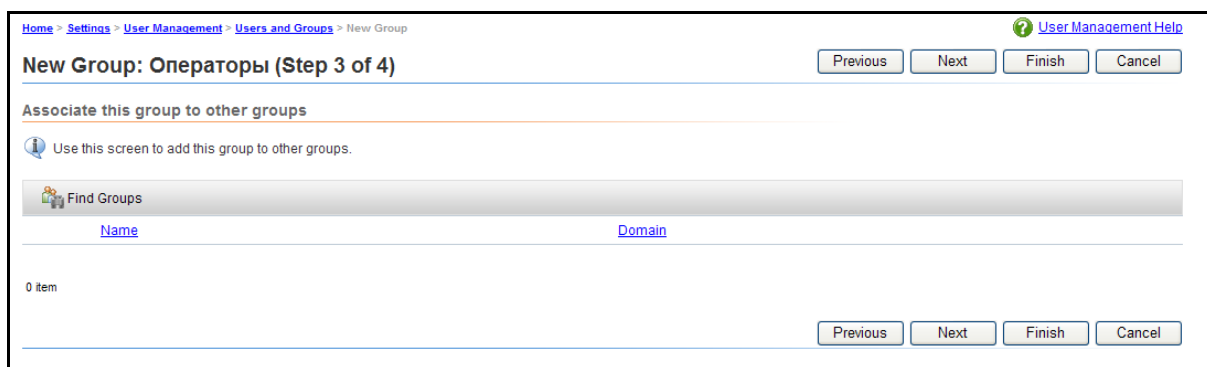 Home > Settings > User Management > Users and Groups > New Group
User Management Help
New Group: Операторы (Step 3 of 4)
Previous Next Finish Cancel
Associate this group to other groups
Use this screen to add this group to other groups.
Find Groups
Name Domain
0 item
Previous Next Finish Cancel